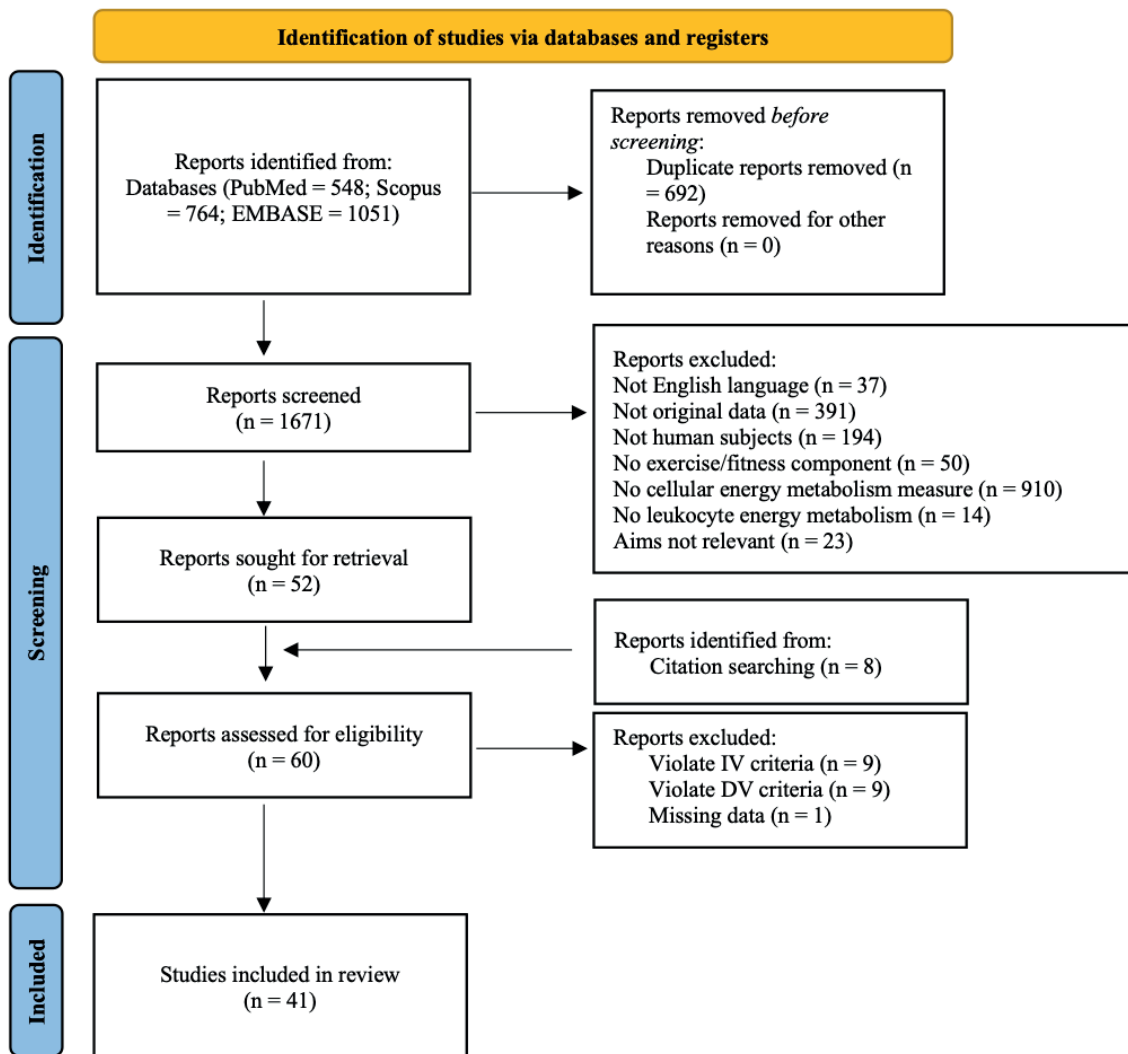 Identification of studies via databases and registers
Identification
Reports identified from:
Databases (PubMed = 548; Scopus
= 764; EMBASE = 1051)
Reports removed before
screening:
Duplicate reports removed (n
= 692)
Reports removed for other
reasons (n = 0)
Screening
Reports screened
(n = 1671)
Reports excluded:
Not English language (n = 37)
Not original data (n = 391)
Not human subjects (n = 194)
No exercise/fitness component (n = 50)
No cellular energy metabolism measure (n = 910)
No leukocyte energy metabolism (n = 14)
Aims not relevant (n = 23)
Reports sought for retrieval
(n = 52)
Reports identified from:
Citation searching (n = 8)
Reports assessed for eligibility
(n = 60)
Reports excluded:
Violate IV criteria (n = 9)
Violate DV criteria (n = 9)
Missing data (n = 1)
Included
Studies included in review
(n = 41)